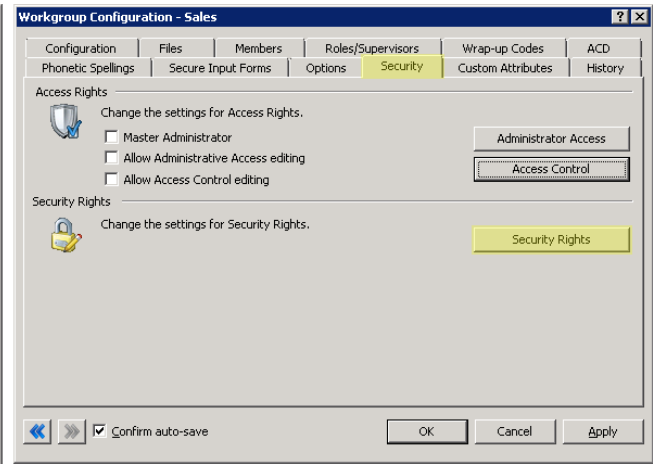 Workgroup Configuration - Sales
Configuration Files Members Roles/Supervisors Wrap-up Codes ACD
Phonetic Spellings Secure Input Forms Options Security Custom Attributes History
Access Rights
Change the settings for Access Rights.
Master Administrator
Administrator Access
Allow Administrative Access editing
Access Control
Allow Access Control editing
Security Rights
Change the settings for Security Rights.
Security Rights
Confirm auto-save OK Cancel Apply